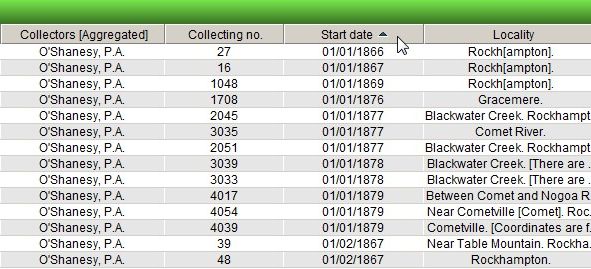 Collectors [Aggregated] Collecting no. Start date Locality
O'Shanesy, P.A. 27 01/01/1866 Rockh[ampton].
O'Shanesy, P.A. 16 01/01/1867 Rockh[ampton].
O'Shanesy, P.A. 1048 01/01/1869 Rockh[ampton].
O'Shanesy, P.A. 1708 01/01/1876 Gracemere.
O'Shanesy, P.A. 2045 01/01/1877 Blackwater Creek. Rockhampt
O'Shanesy, P.A. 3035 01/01/1877 Comet River.
O'Shanesy, P.A. 2051 01/01/1877 Blackwater Creek. Rockhampt
O'Shanesy, P.A. 3039 01/01/1878 Blackwater Creek. [There are .
O'Shanesy, P.A. 3033 01/01/1878 Blackwater Creek. [There are .
O'Shanesy, P.A. 4017 01/01/1879 Between Comet and Nogoa R
O'Shanesy, P.A. 4054 01/01/1879 Near Cometville [Comet]. Roc.
O'Shanesy, P.A. 4039 01/01/1879 Cometville. [Coordinates are f.
O'Shanesy, P.A. 39 01/02/1867 Near Table Mountain. Rockha.
O'Shanesy, P.A. 48 01/02/1867 Rockhampton.